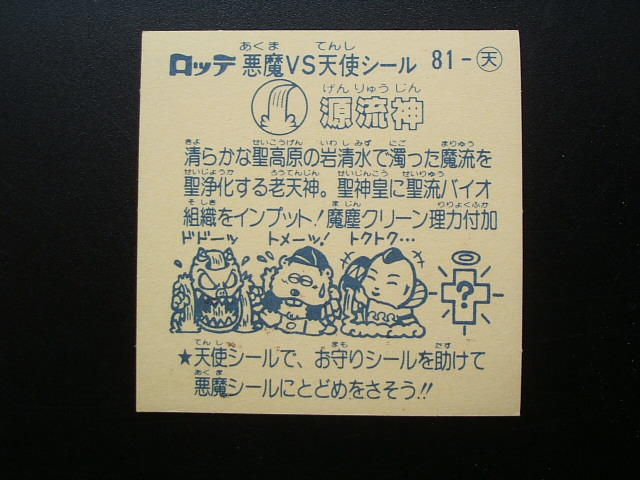 ロッテ 悪魔VS天使シール 81-天
源流神
清らかな聖高原の岩清水で濁った魔流を
聖浄化する老天神。聖神皇に聖流バイオ
組織をインプット!魔塵クリーン理力付加
ドドーッ トメーッ! トクトク…
?
★天使シールで、お守りシールを助けて
悪魔シールにとどめをさそう!!